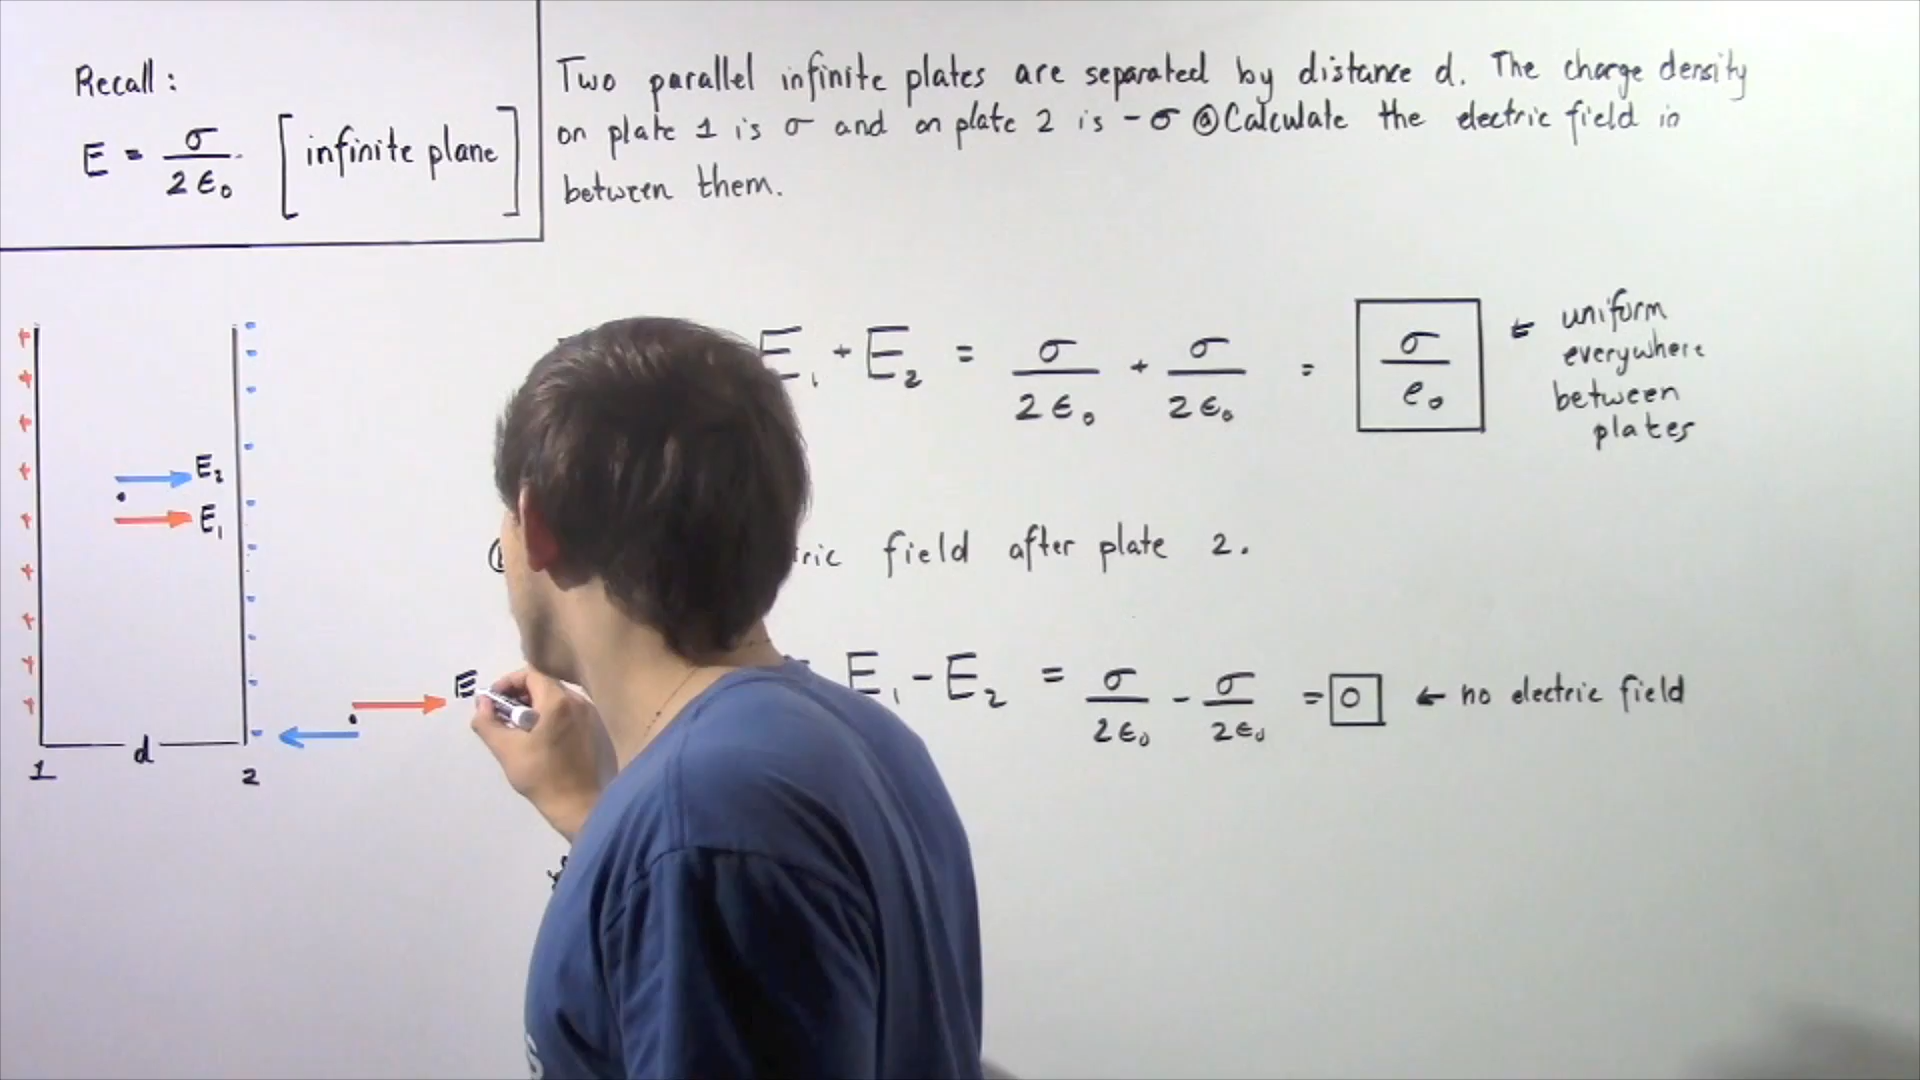 Recall:
E = σ/2ϵ₀ [infinite plane]
Two parallel infinite plates are separated by distance d. The charge density
on plate 1 is σ and on plate 2 is -σ ⓐ Calculate the electric field in
between them.
E₁ + E₂ = σ/2ϵ₀ + σ/2ϵ₀ = σ/e₀ ← uniform
everywhere
between
plates
E₂
E₁
field after plate 2.
E
E₁ - E₂ = σ/2ϵ₀ - σ/2ϵ₀ = 0 ← no electric field
d
1 2